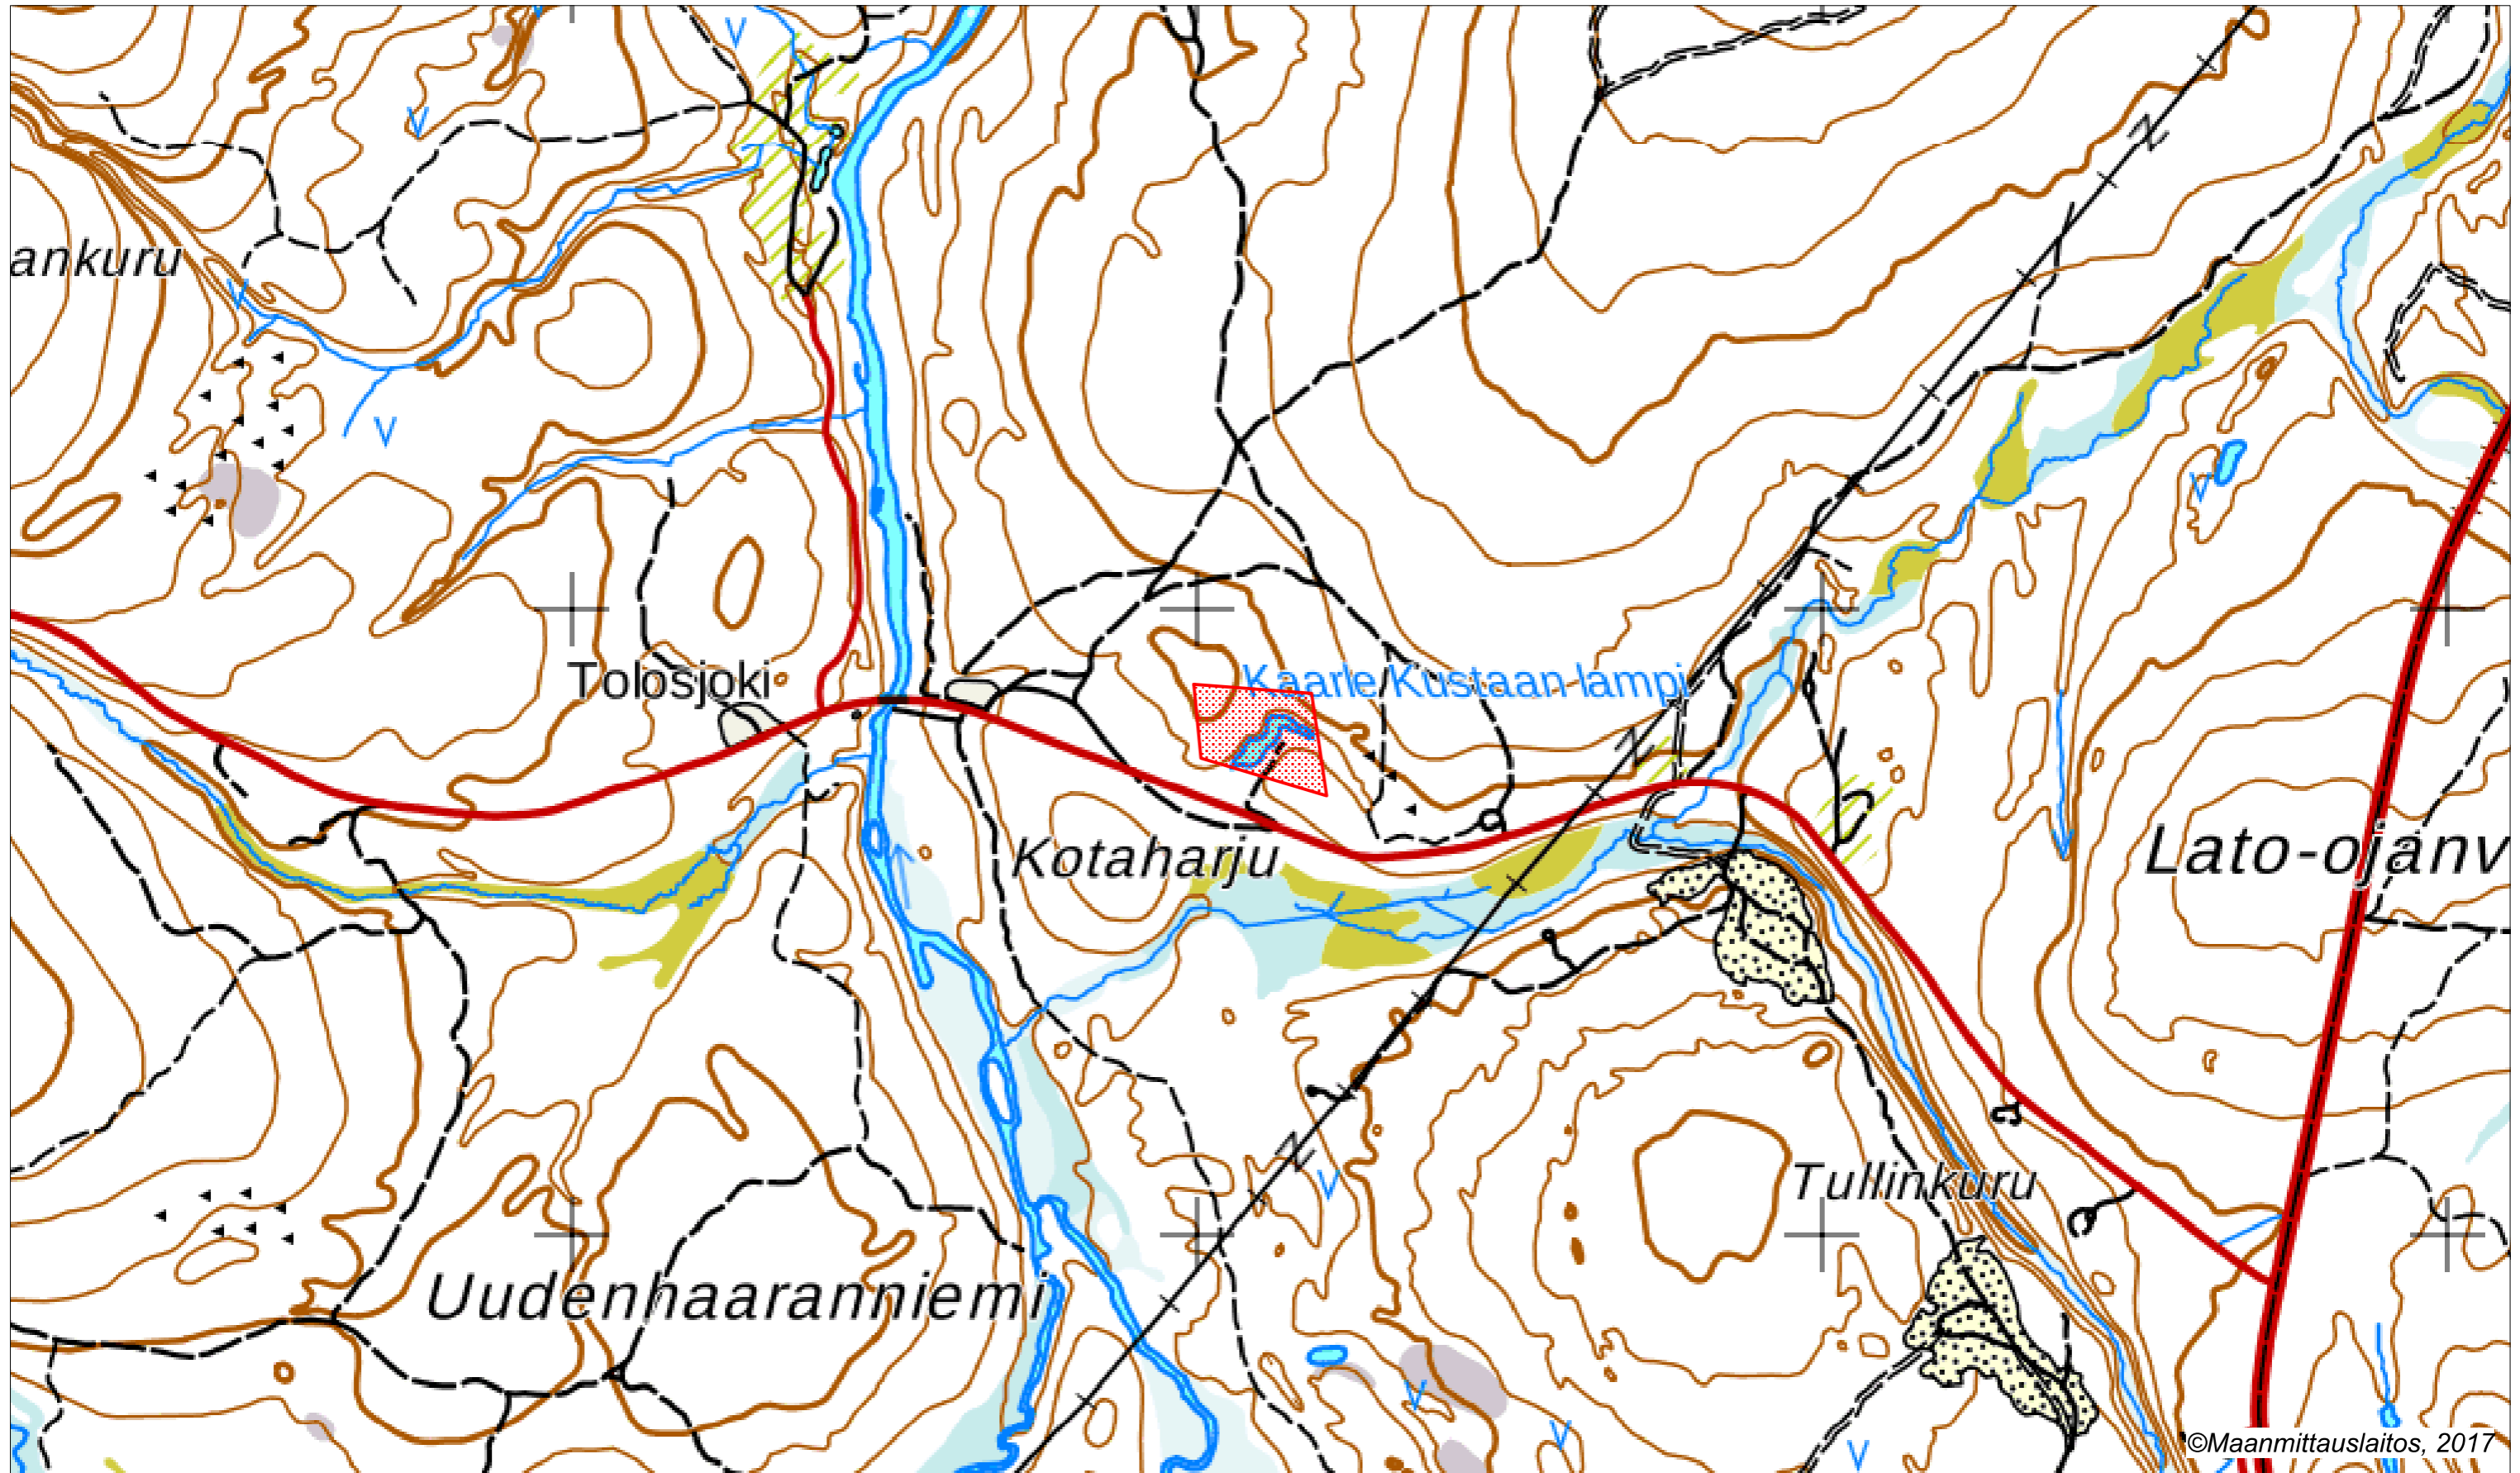 ankuru
Tolosjoki
Kaarle Kustaan lampi
Kotaharju
Lato-ojanv
Tullinkuru
Uudenhaaranniemi
©Maanmittauslaitos, 2017